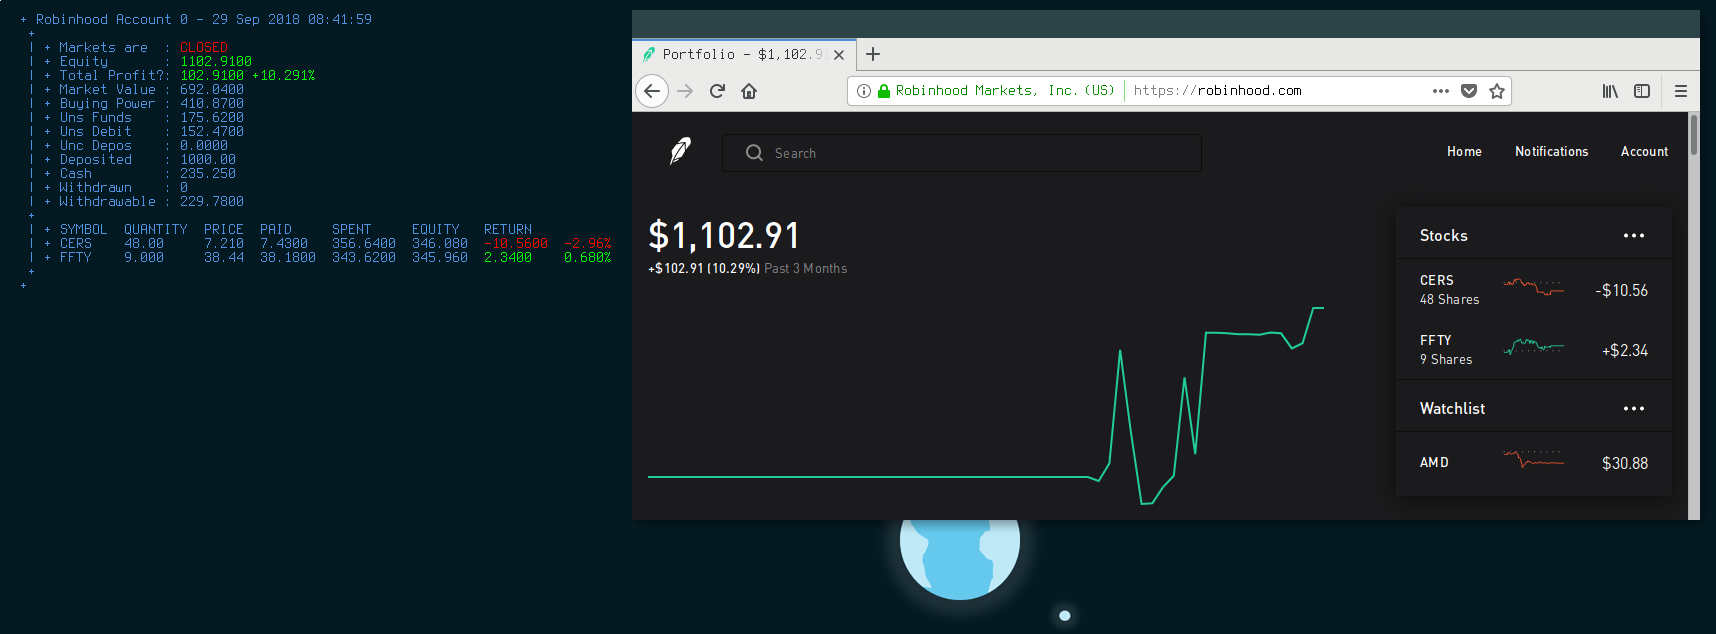 + Robinhood Account 0 - 29 Sep 2018 08:41:59
+
| + Markets are : CLOSED
| + Equity : 1102.9100
| + Total Profit?: 102.9100 +10.291%
| + Market Value : 692.0400
| + Buying Power : 410.8700
| + Uns Funds : 175.6200
| + Uns Debit : 152.4700
| + Unc Depos : 0.0000
| + Deposited : 1000.00
| + Cash : 235.250
| + Withdrawn : 0
| + Withdrawable : 229.7800
+
| + SYMBOL QUANTITY PRICE PAID SPENT EQUITY RETURN
| + CERS 48.00 7.210 7.4300 356.6400 346.080 -10.5600 -2.96%
| + FFTY 9.000 38.44 38.1800 343.6200 345.960 2.3400 0.680%
+
+
Portfolio - $1,102.91
Robinhood Markets, Inc. (US) https://robinhood.com
Search
Home Notifications Account
$1,102.91
+$102.91 (10.29%) Past 3 Months
Stocks
CERS
48 Shares
-$10.56
FFTY
9 Shares
+$2.34
Watchlist
AMD
$30.88